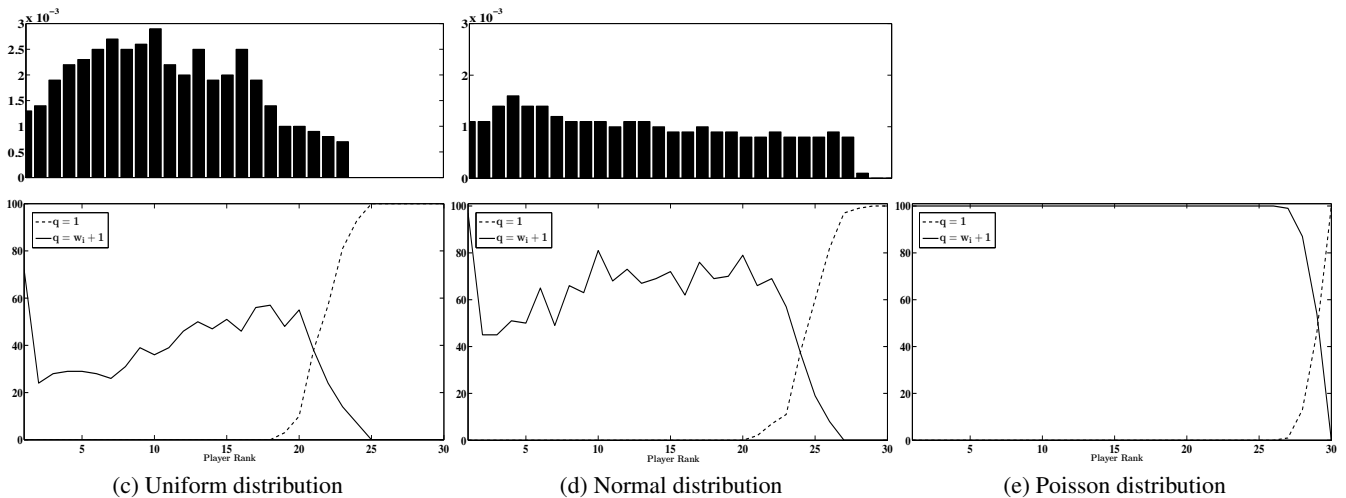 3 x 10⁻³
2.5
2
1.5
1
0.5
0
3 x 10⁻³
2
1
0
100
80
60
40
20
0
5 10 15 20 25 30
Player Rank
q = 1
q = wᵢ + 1
(c) Uniform distribution
100
80
60
40
20
0
5 10 15 20 25 30
Player Rank
q = 1
q = wᵢ + 1
(d) Normal distribution
100
80
60
40
20
0
5 10 15 20 25 30
Player Rank
q = 1
q = wᵢ + 1
(e) Poisson distribution